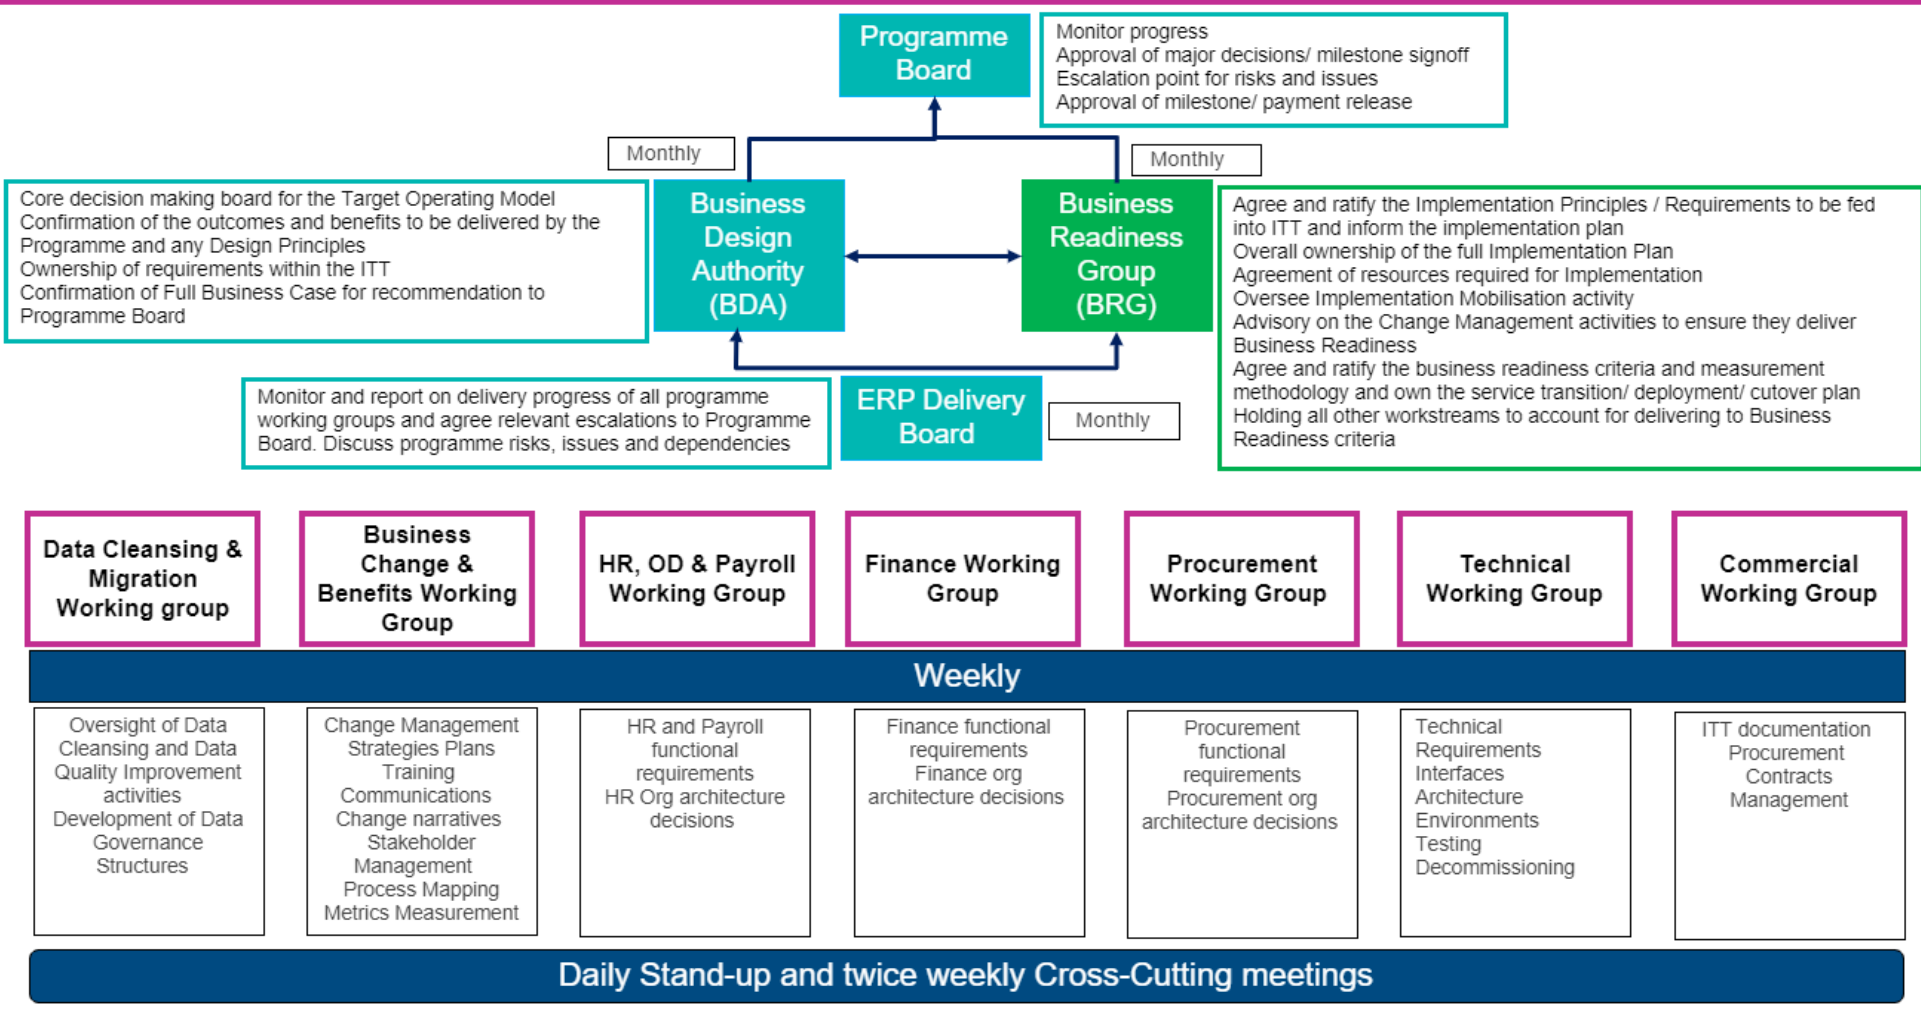 Programme
Board
Monitor progress
Approval of major decisions/ milestone signoff
Escalation point for risks and issues
Approval of milestone/ payment release
Monthly
Monthly
Core decision making board for the Target Operating Model
Confirmation of the outcomes and benefits to be delivered by the
Programme and any Design Principles
Ownership of requirements within the ITT
Confirmation of Full Business Case for recommendation to
Programme Board
Business
Design
Authority
(BDA)
Business
Readiness
Group
(BRG)
Agree and ratify the Implementation Principles / Requirements to be fed
into ITT and inform the implementation plan
Overall ownership of the full Implementation Plan
Agreement of resources required for Implementation
Oversee Implementation Mobilisation activity
Advisory on the Change Management activities to ensure they deliver
Business Readiness
Agree and ratify the business readiness criteria and measurement
methodology and own the service transition/ deployment/ cutover plan
Holding all other workstreams to account for delivering to Business
Readiness criteria
Monitor and report on delivery progress of all programme
working groups and agree relevant escalations to Programme
Board. Discuss programme risks, issues and dependencies
ERP Delivery
Board
Monthly
Data Cleansing &
Migration
Working group
Business
Change &
Benefits Working
Group
HR, OD & Payroll
Working Group
Finance Working
Group
Procurement
Working Group
Technical
Working Group
Commercial
Working Group
Weekly
Oversight of Data
Cleansing and Data
Quality Improvement
activities
Development of Data
Governance
Structures
Change Management
Strategies Plans
Training
Communications
Change narratives
Stakeholder
Management
Process Mapping
Metrics Measurement
HR and Payroll
functional
requirements
HR Org architecture
decisions
Finance functional
requirements
Finance org
architecture decisions
Procurement
functional
requirements
Procurement org
architecture decisions
Technical
Requirements
Interfaces
Architecture
Environments
Testing
Decommissioning
ITT documentation
Procurement
Contracts
Management
Daily Stand-up and twice weekly Cross-Cutting meetings